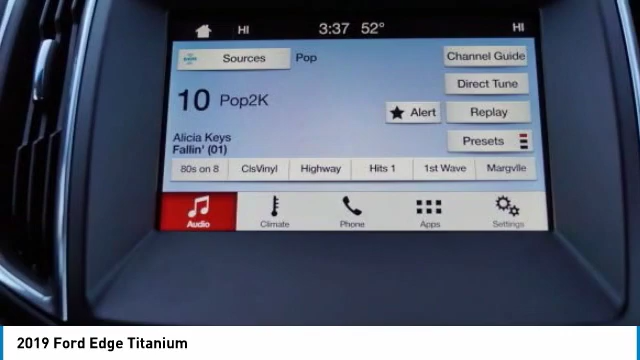 HI 3:37 52° HI
Sources Pop Channel Guide
Direct Tune
10 Pop2K
Alert Replay
Alicia Keys
Fallin' (01)
Presets
80s on 8 ClsVinyl Highway Hits 1 1st Wave Margvlle
Audio Climate Phone Apps Settings
2019 Ford Edge Titanium